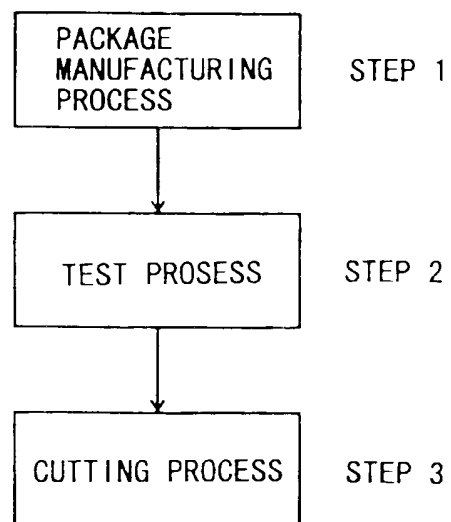 PACKAGE
MANUFACTURING
PROCESS
STEP 1
TEST PROSESS
STEP 2
CUTTING PROCESS
STEP 3